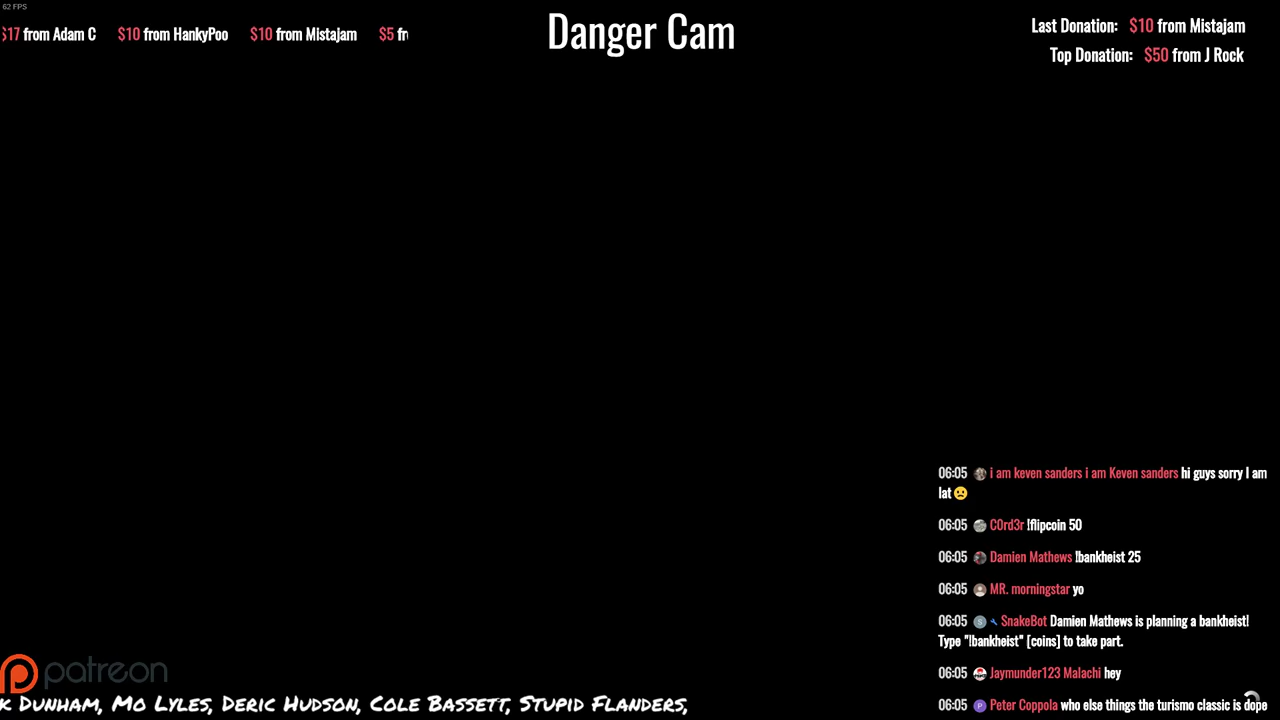 62 FPS
$17 from Adam C $10 from HankyPoo $10 from Mistajam $5
Danger Cam
Last Donation: $10 from Mistajam
Top Donation: $50 from J Rock
06:05 i am keven sanders i am Keven sanders hi guys sorry I am
lat
06:05 C0rd3r !flipcoin 50
06:05 Damien Mathews !bankheist 25
06:05 MR. morningstar yo
06:05 SnakeBot Damien Mathews is planning a bankheist!
Type "!bankheist" [coins] to take part.
06:05 Jaymunder123 Malachi hey
06:05 Peter Coppola who else things the turismo classic is dope
patreon
K DUNHAM, MO LYLES, DERIC HUDSON, COLE BASSETT, STUPID FLANDERS,